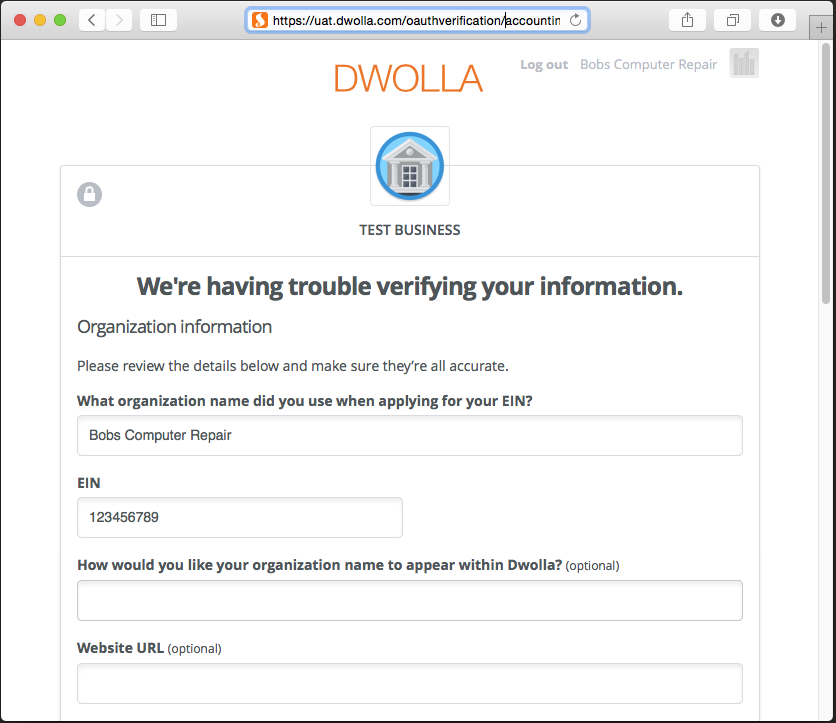 https://uat.dwolla.com/oauthverification/accountin
DWOLLA
Log out Bobs Computer Repair
TEST BUSINESS
We're having trouble verifying your information.
Organization information
Please review the details below and make sure they're all accurate.
What organization name did you use when applying for your EIN?
Bobs Computer Repair
EIN
123456789
How would you like your organization name to appear within Dwolla? (optional)
Website URL (optional)